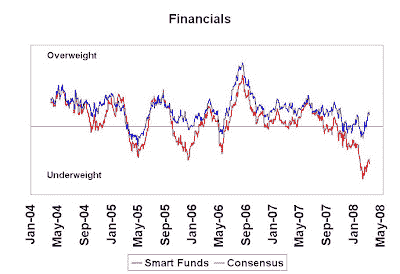 Financials
Overweight
Underweight
Jan-04
May-04
Sep-04
Jan-05
May-05
Sep-05
Jan-06
May-06
Sep-06
Jan-07
May-07
Sep-07
Jan-08
May-08
Smart Funds
Consensus